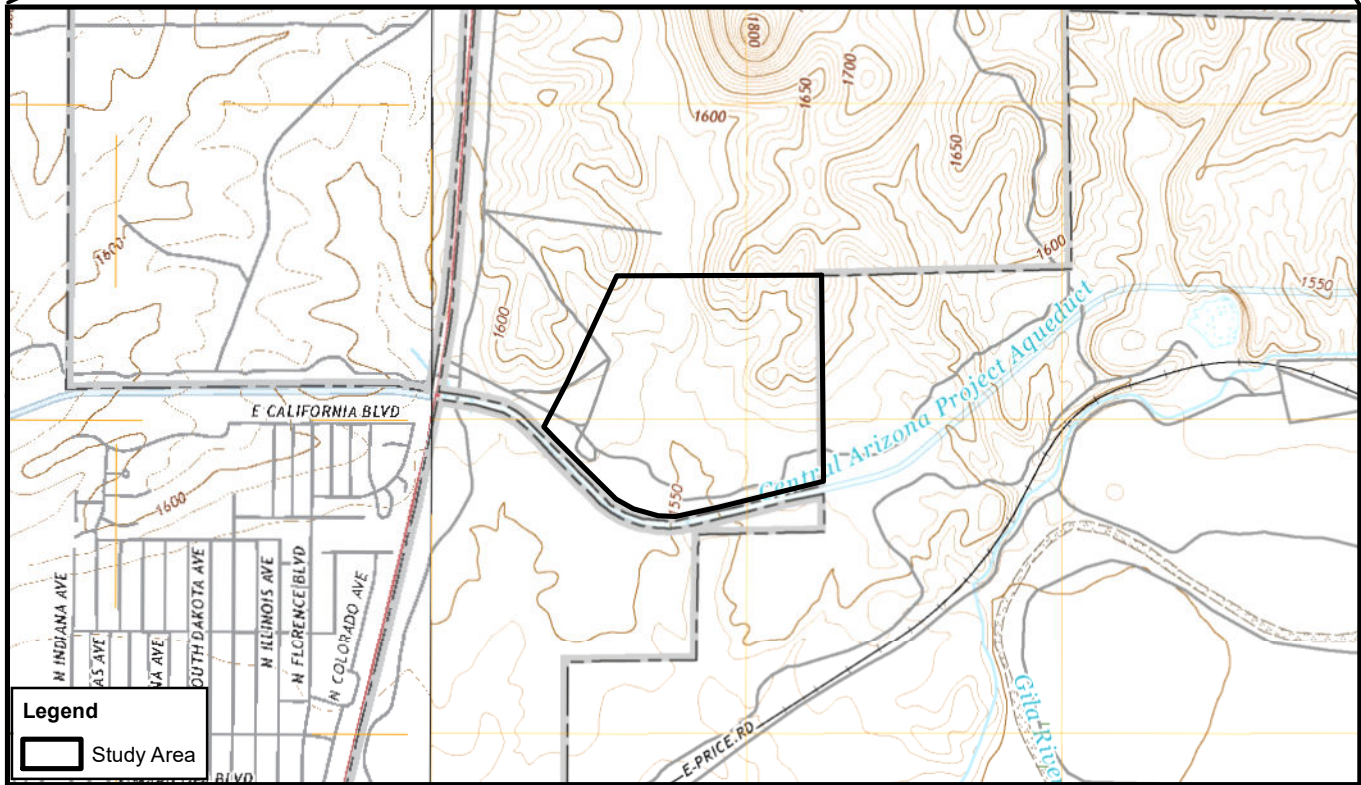 1800
1700
1650
1600
1650
1600
1600
1550
1600
Central Arizona Project Aqueduct
E CALIFORNIA BLVD
1600
1550
N INDIANA AVE
AS AVE
NA AVE
OUTH DAKOTA AVE
N ILLINOIS AVE
N FLORENCE BLVD
N COLORADO AVE
Gila River
E PRICE RD
BLVD
Legend
Study Area